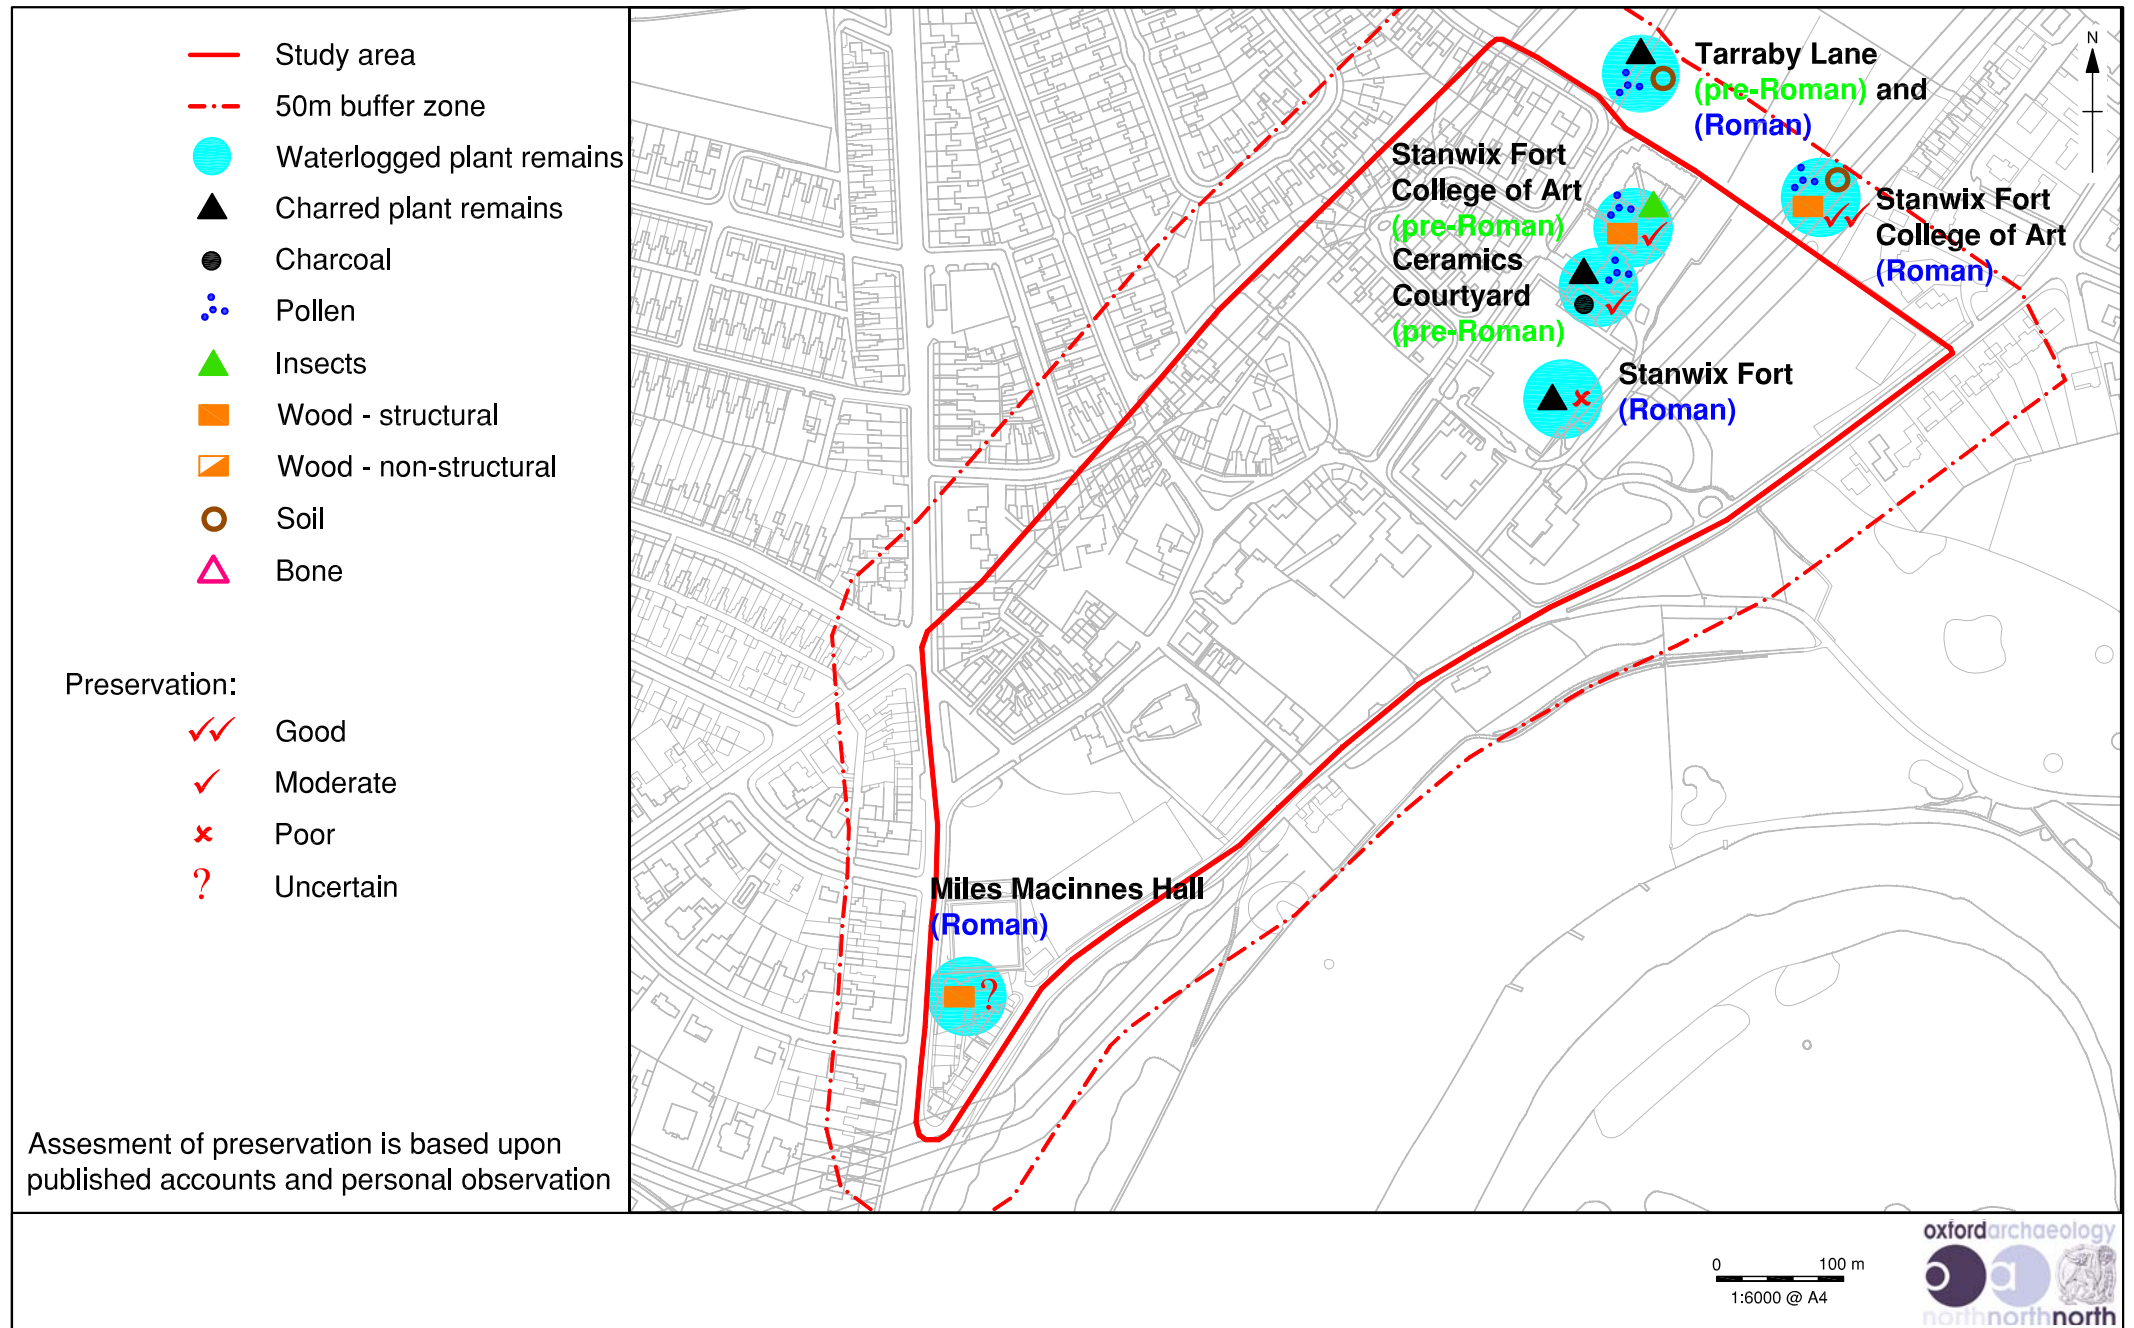 Study area
50m buffer zone
Waterlogged plant remains
Charred plant remains
Charcoal
Pollen
Insects
Wood - structural
Wood - non-structural
Soil
Bone
Preservation:
Good
Moderate
Poor
? Uncertain
Assesment of preservation is based upon
published accounts and personal observation
N
Tarraby Lane
(pre-Roman) and
(Roman)
Stanwix Fort
College of Art
(pre-Roman)
Ceramics
Courtyard
(pre-Roman)
Stanwix Fort
College of Art
(Roman)
Stanwix Fort
(Roman)
Miles Macinnes Hall
(Roman)
?
0 100 m
1:6000 @ A4
oxfordarchaeology
northnorthnorth